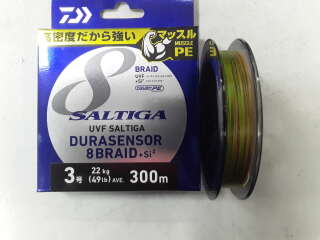 DAIWA
高密度だから強い
マッスル
MUSCLE
PE
8
BRAID
UVF
+Si²
SALTIGA
UVF SALTIGA
DURASENSOR
8BRAID+Si²
3号 22kg (49lb) AVE. 300m